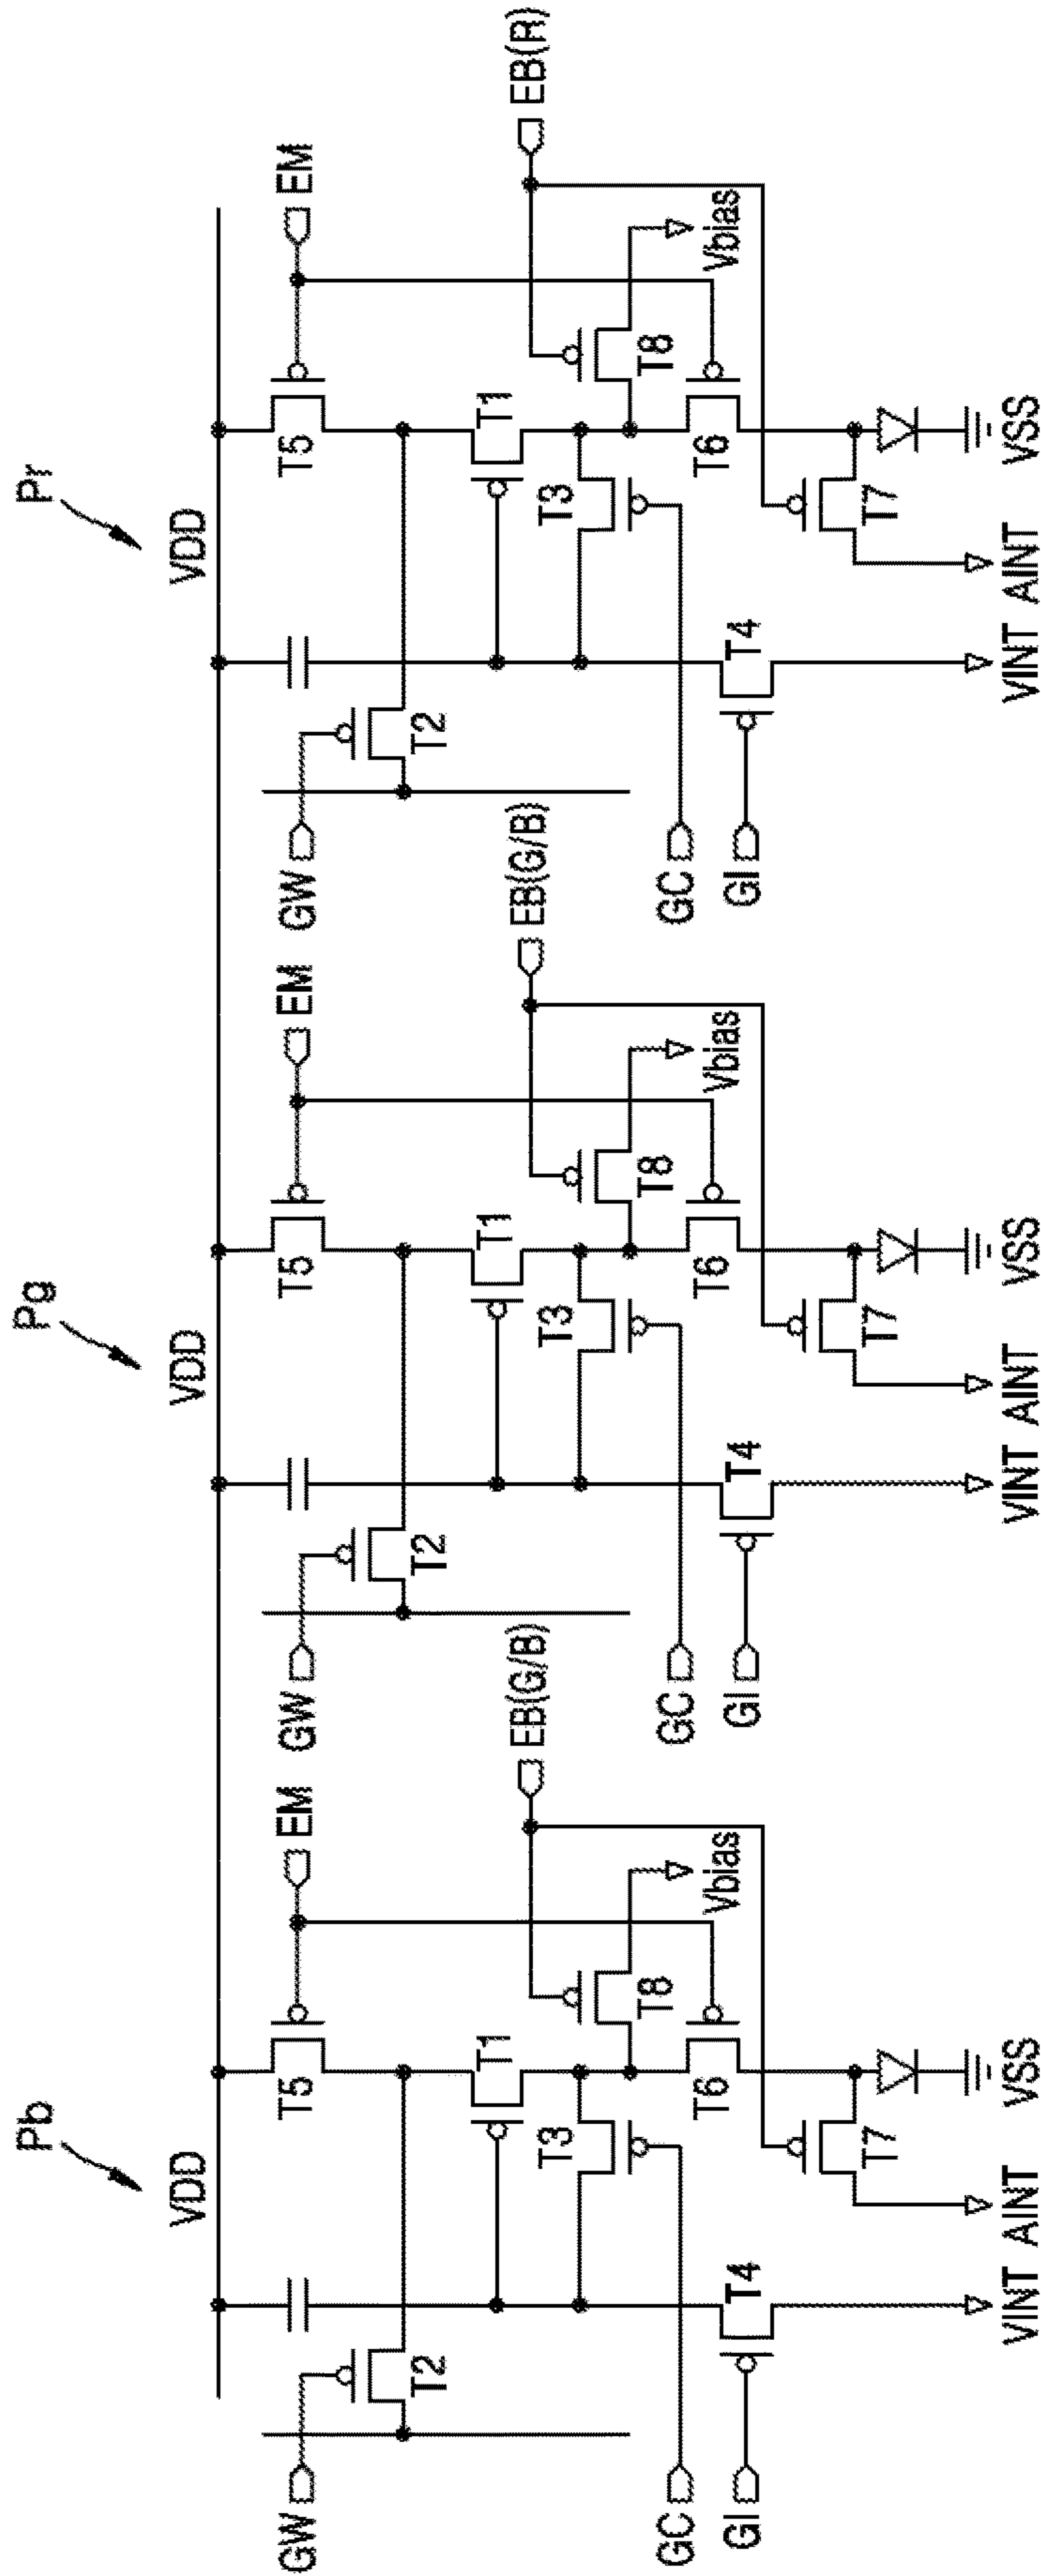 Pb
VDD
GW
T2
T5
EM
T1
T3
T8
EB(G/B)
Vbias
GC
GI
T4
T6
T7
VINT
AINT
VSS
Pg
VDD
GW
T2
T5
EM
T1
T3
T8
EB(G/B)
Vbias
GC
GI
T4
T6
T7
VINT
AINT
VSS
Pr
VDD
GW
T2
T5
EM
T1
T3
T8
EB(R)
Vbias
GC
GI
T4
T6
T7
VINT
AINT
VSS